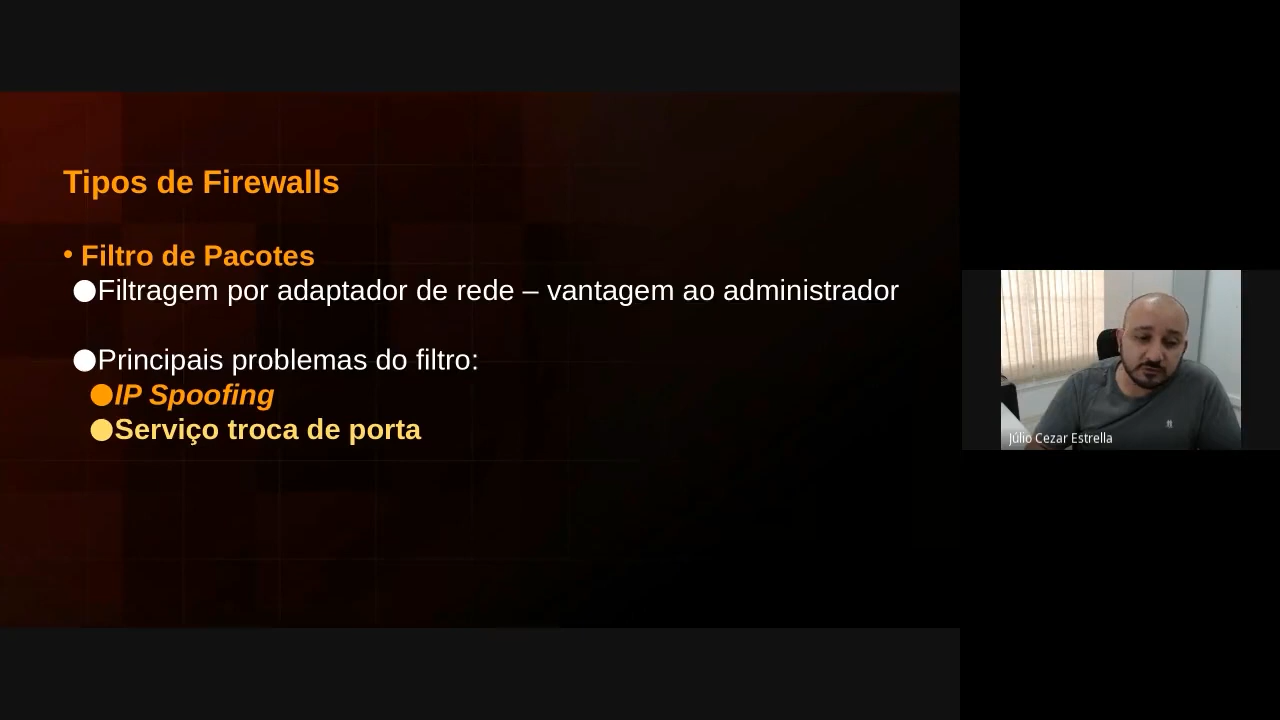 Tipos de Firewalls
• Filtro de Pacotes
●Filtragem por adaptador de rede – vantagem ao administrador
●Principais problemas do filtro:
●IP Spoofing
●Serviço troca de porta
Júlio Cezar Estrella